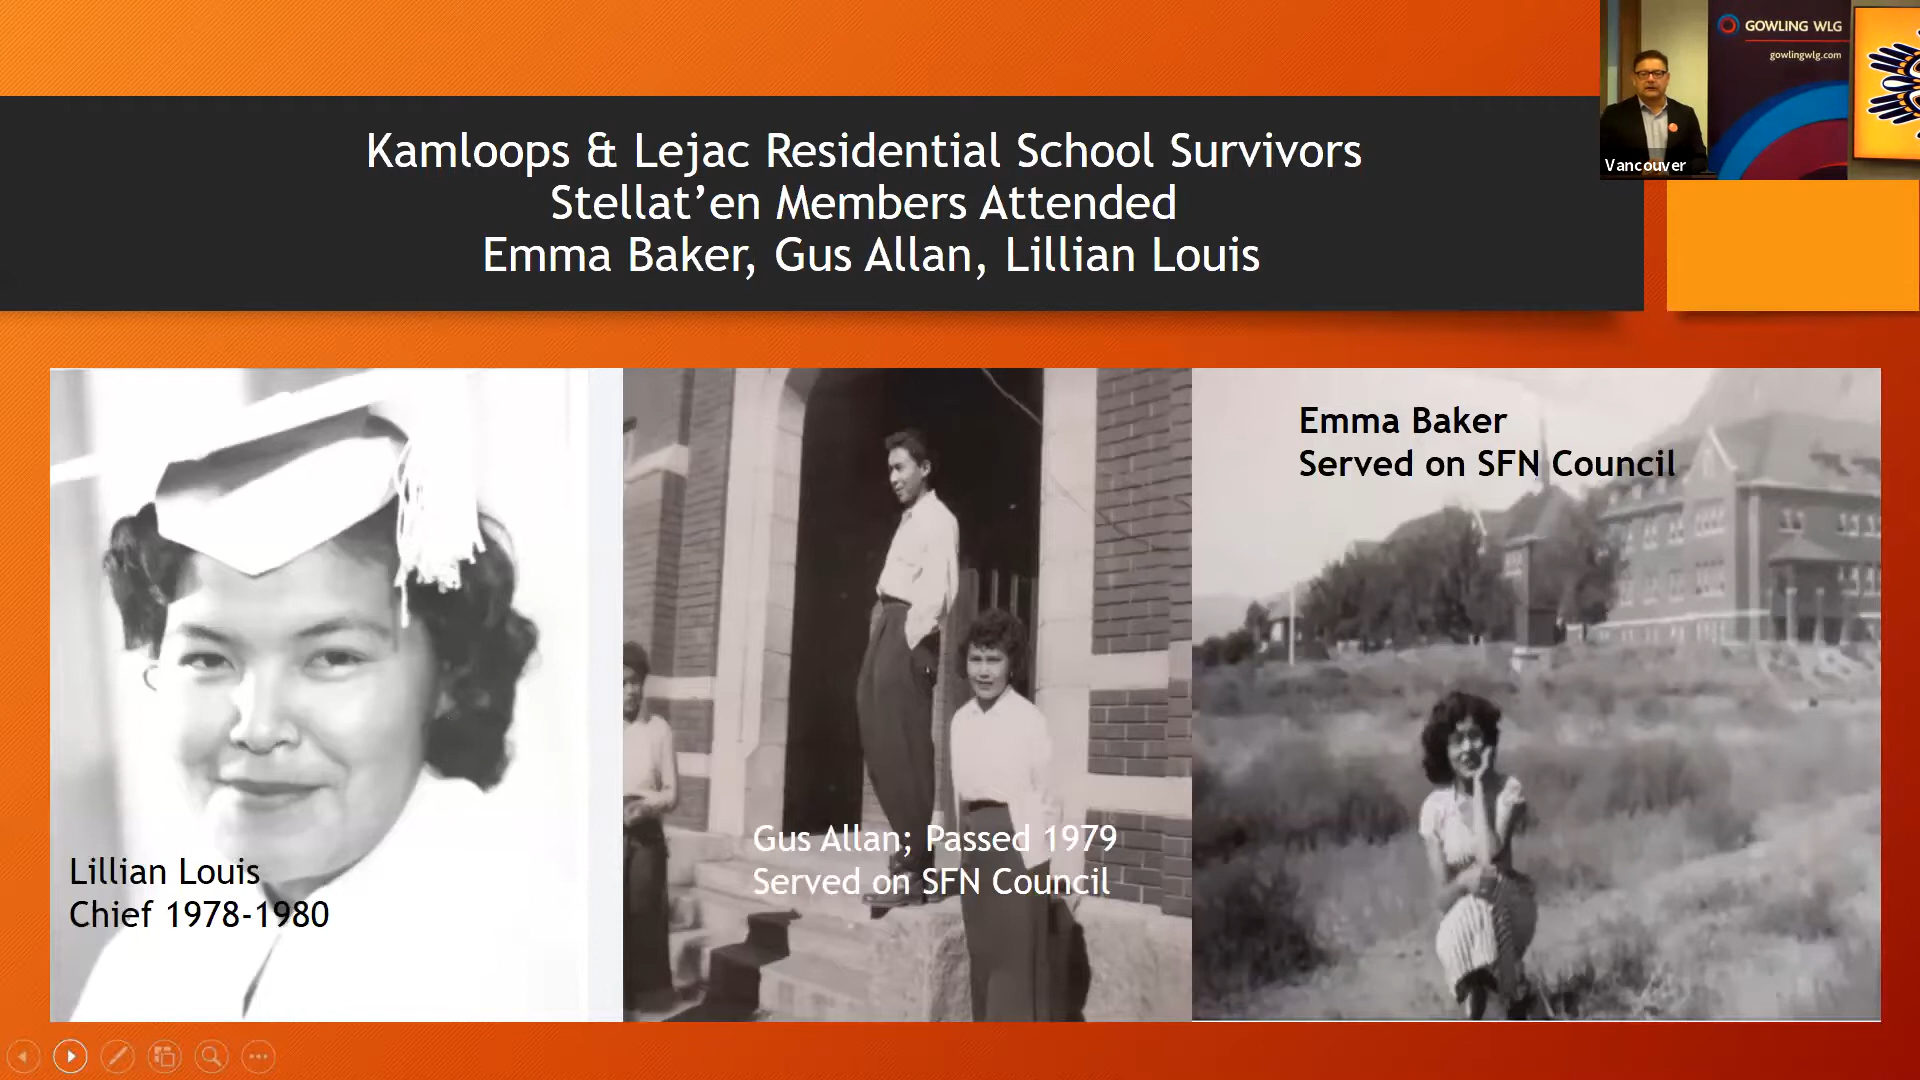 GOWLING WLG
gowlingwlg.com
Vancouver
Kamloops & Lejac Residential School Survivors
Stellat’en Members Attended
Emma Baker, Gus Allan, Lillian Louis
Lillian Louis
Chief 1978-1980
Gus Allan; Passed 1979
Served on SFN Council
Emma Baker
Served on SFN Council